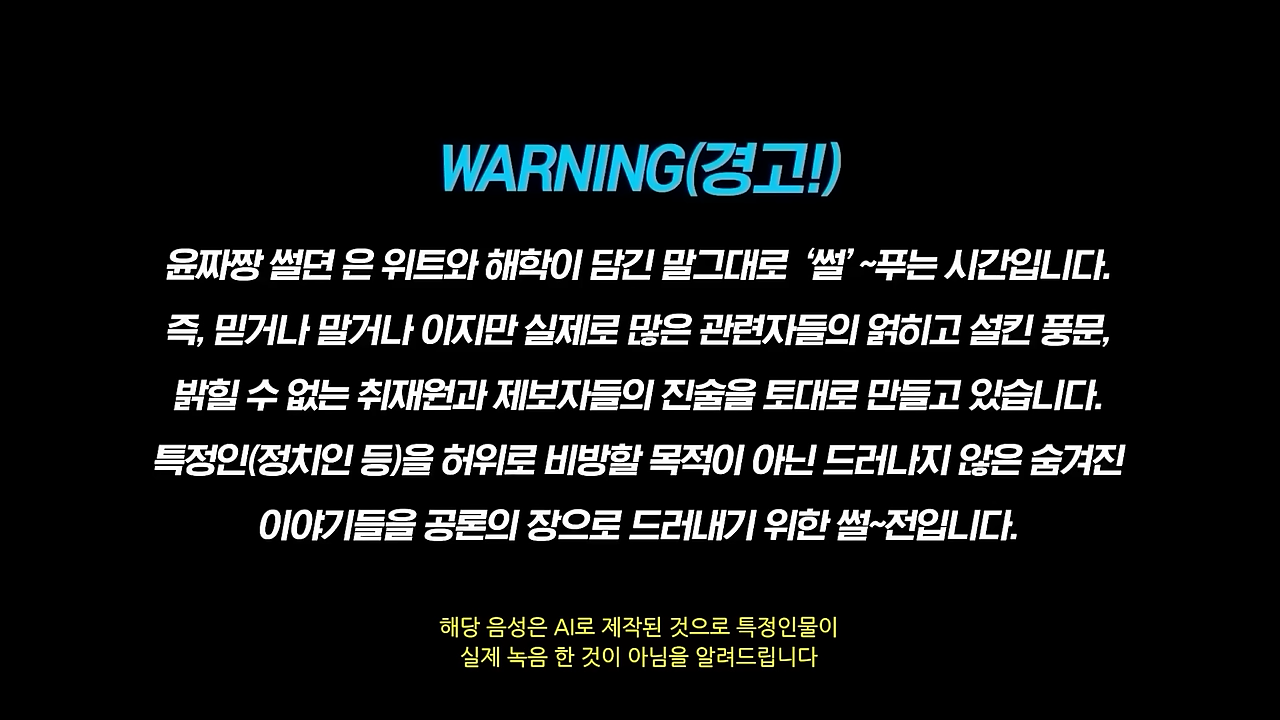 WARNING(경고!)
윤짜장 썰뎐 은 위트와 해학이 담긴 말그대로 ‘썰’ ~푸는 시간입니다.
즉, 믿거나 말거나 이지만 실제로 많은 관련자들의 얽히고 설킨 풍문,
밝힐 수 없는 취재원과 제보자들의 진술을 토대로 만들고 있습니다.
특정인(정치인 등)을 허위로 비방할 목적이 아닌 드러나지 않은 숨겨진
이야기들을 공론의 장으로 드러내기 위한 썰~전입니다.
해당 음성은 AI로 제작된 것으로 특정인물이
실제 녹음 한 것이 아님을 알려드립니다